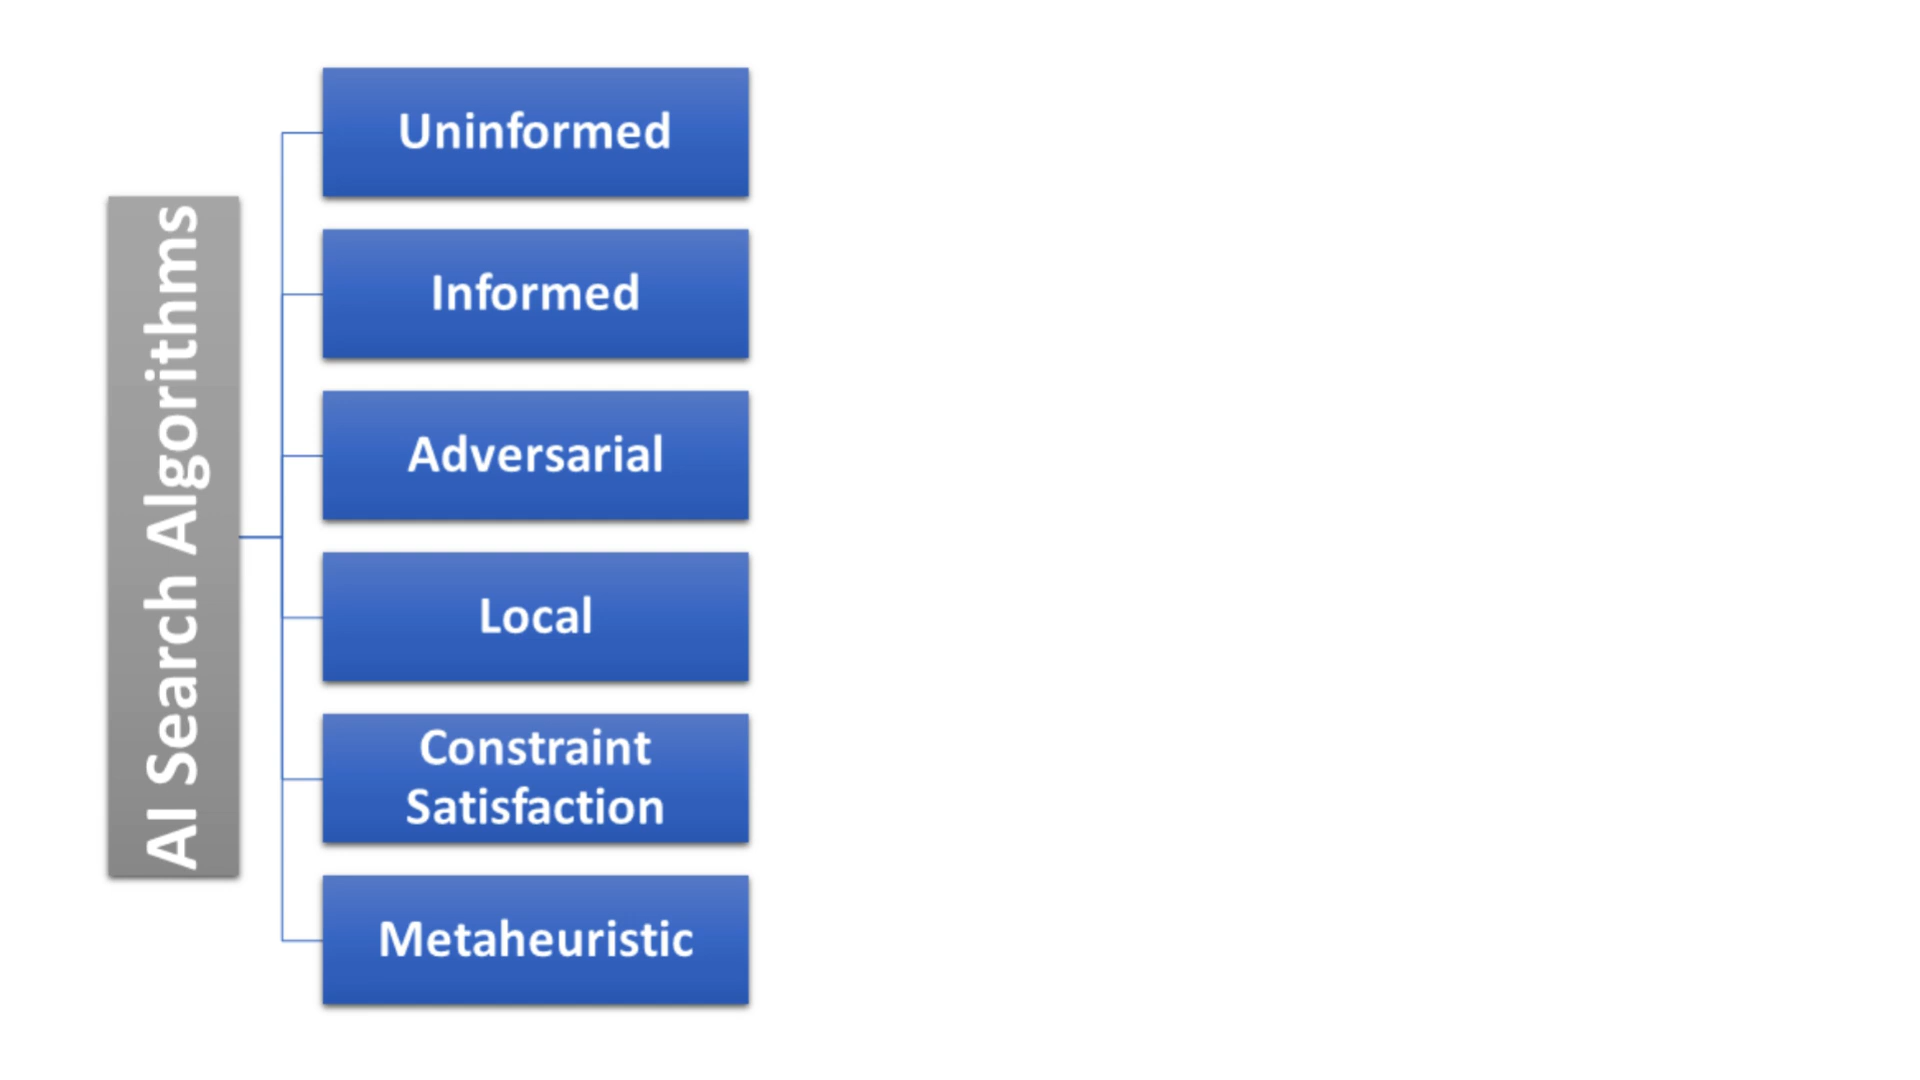 AI Search Algorithms
Uninformed
Informed
Adversarial
Local
Constraint
Satisfaction
Metaheuristic